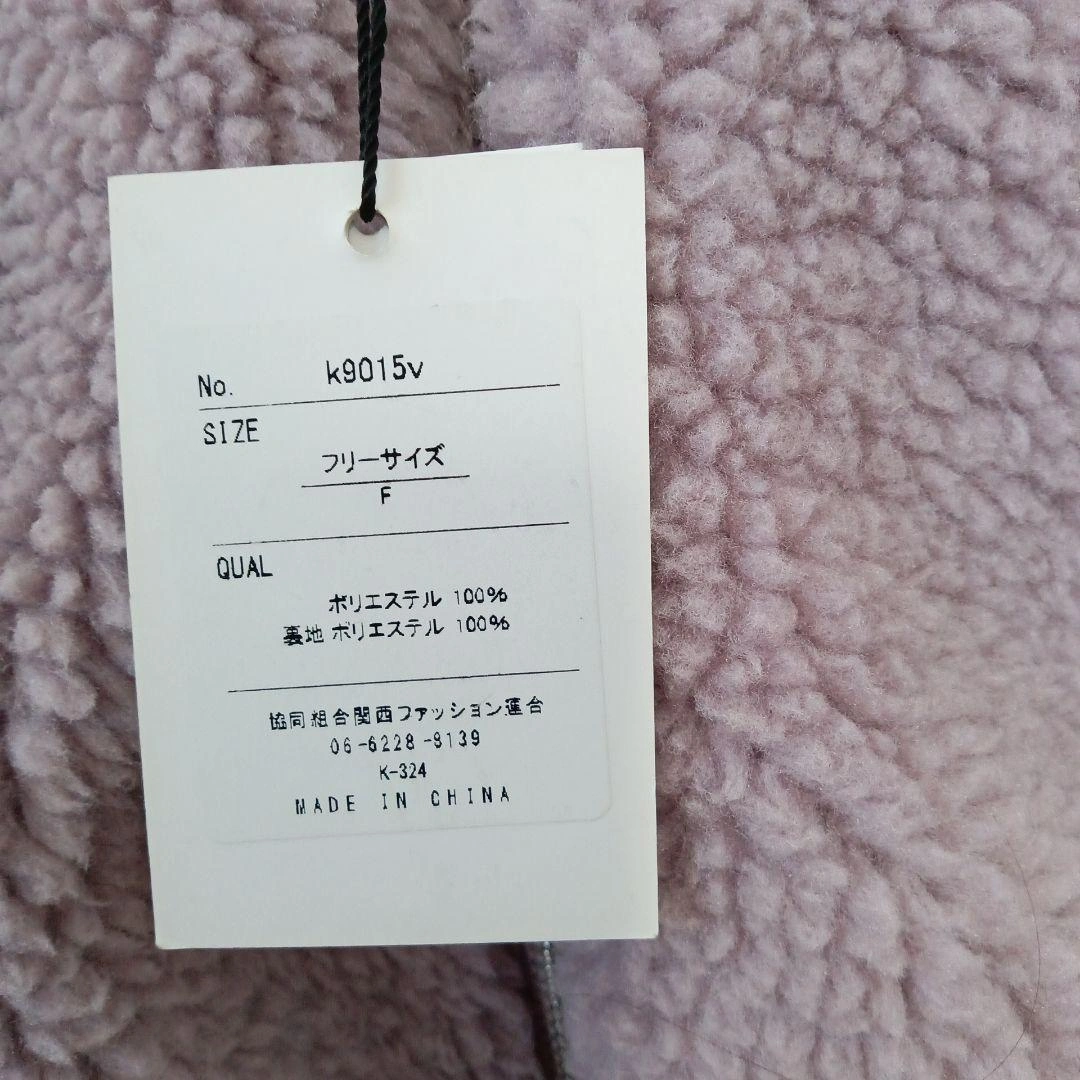 No. k9015v
SIZE
フリーサイズ
F
QUAL
ポリエステル 100%
裏地 ポリエステル 100%
協同組合関西ファッション連合
06-6228-8139
K-324
MADE IN CHINA